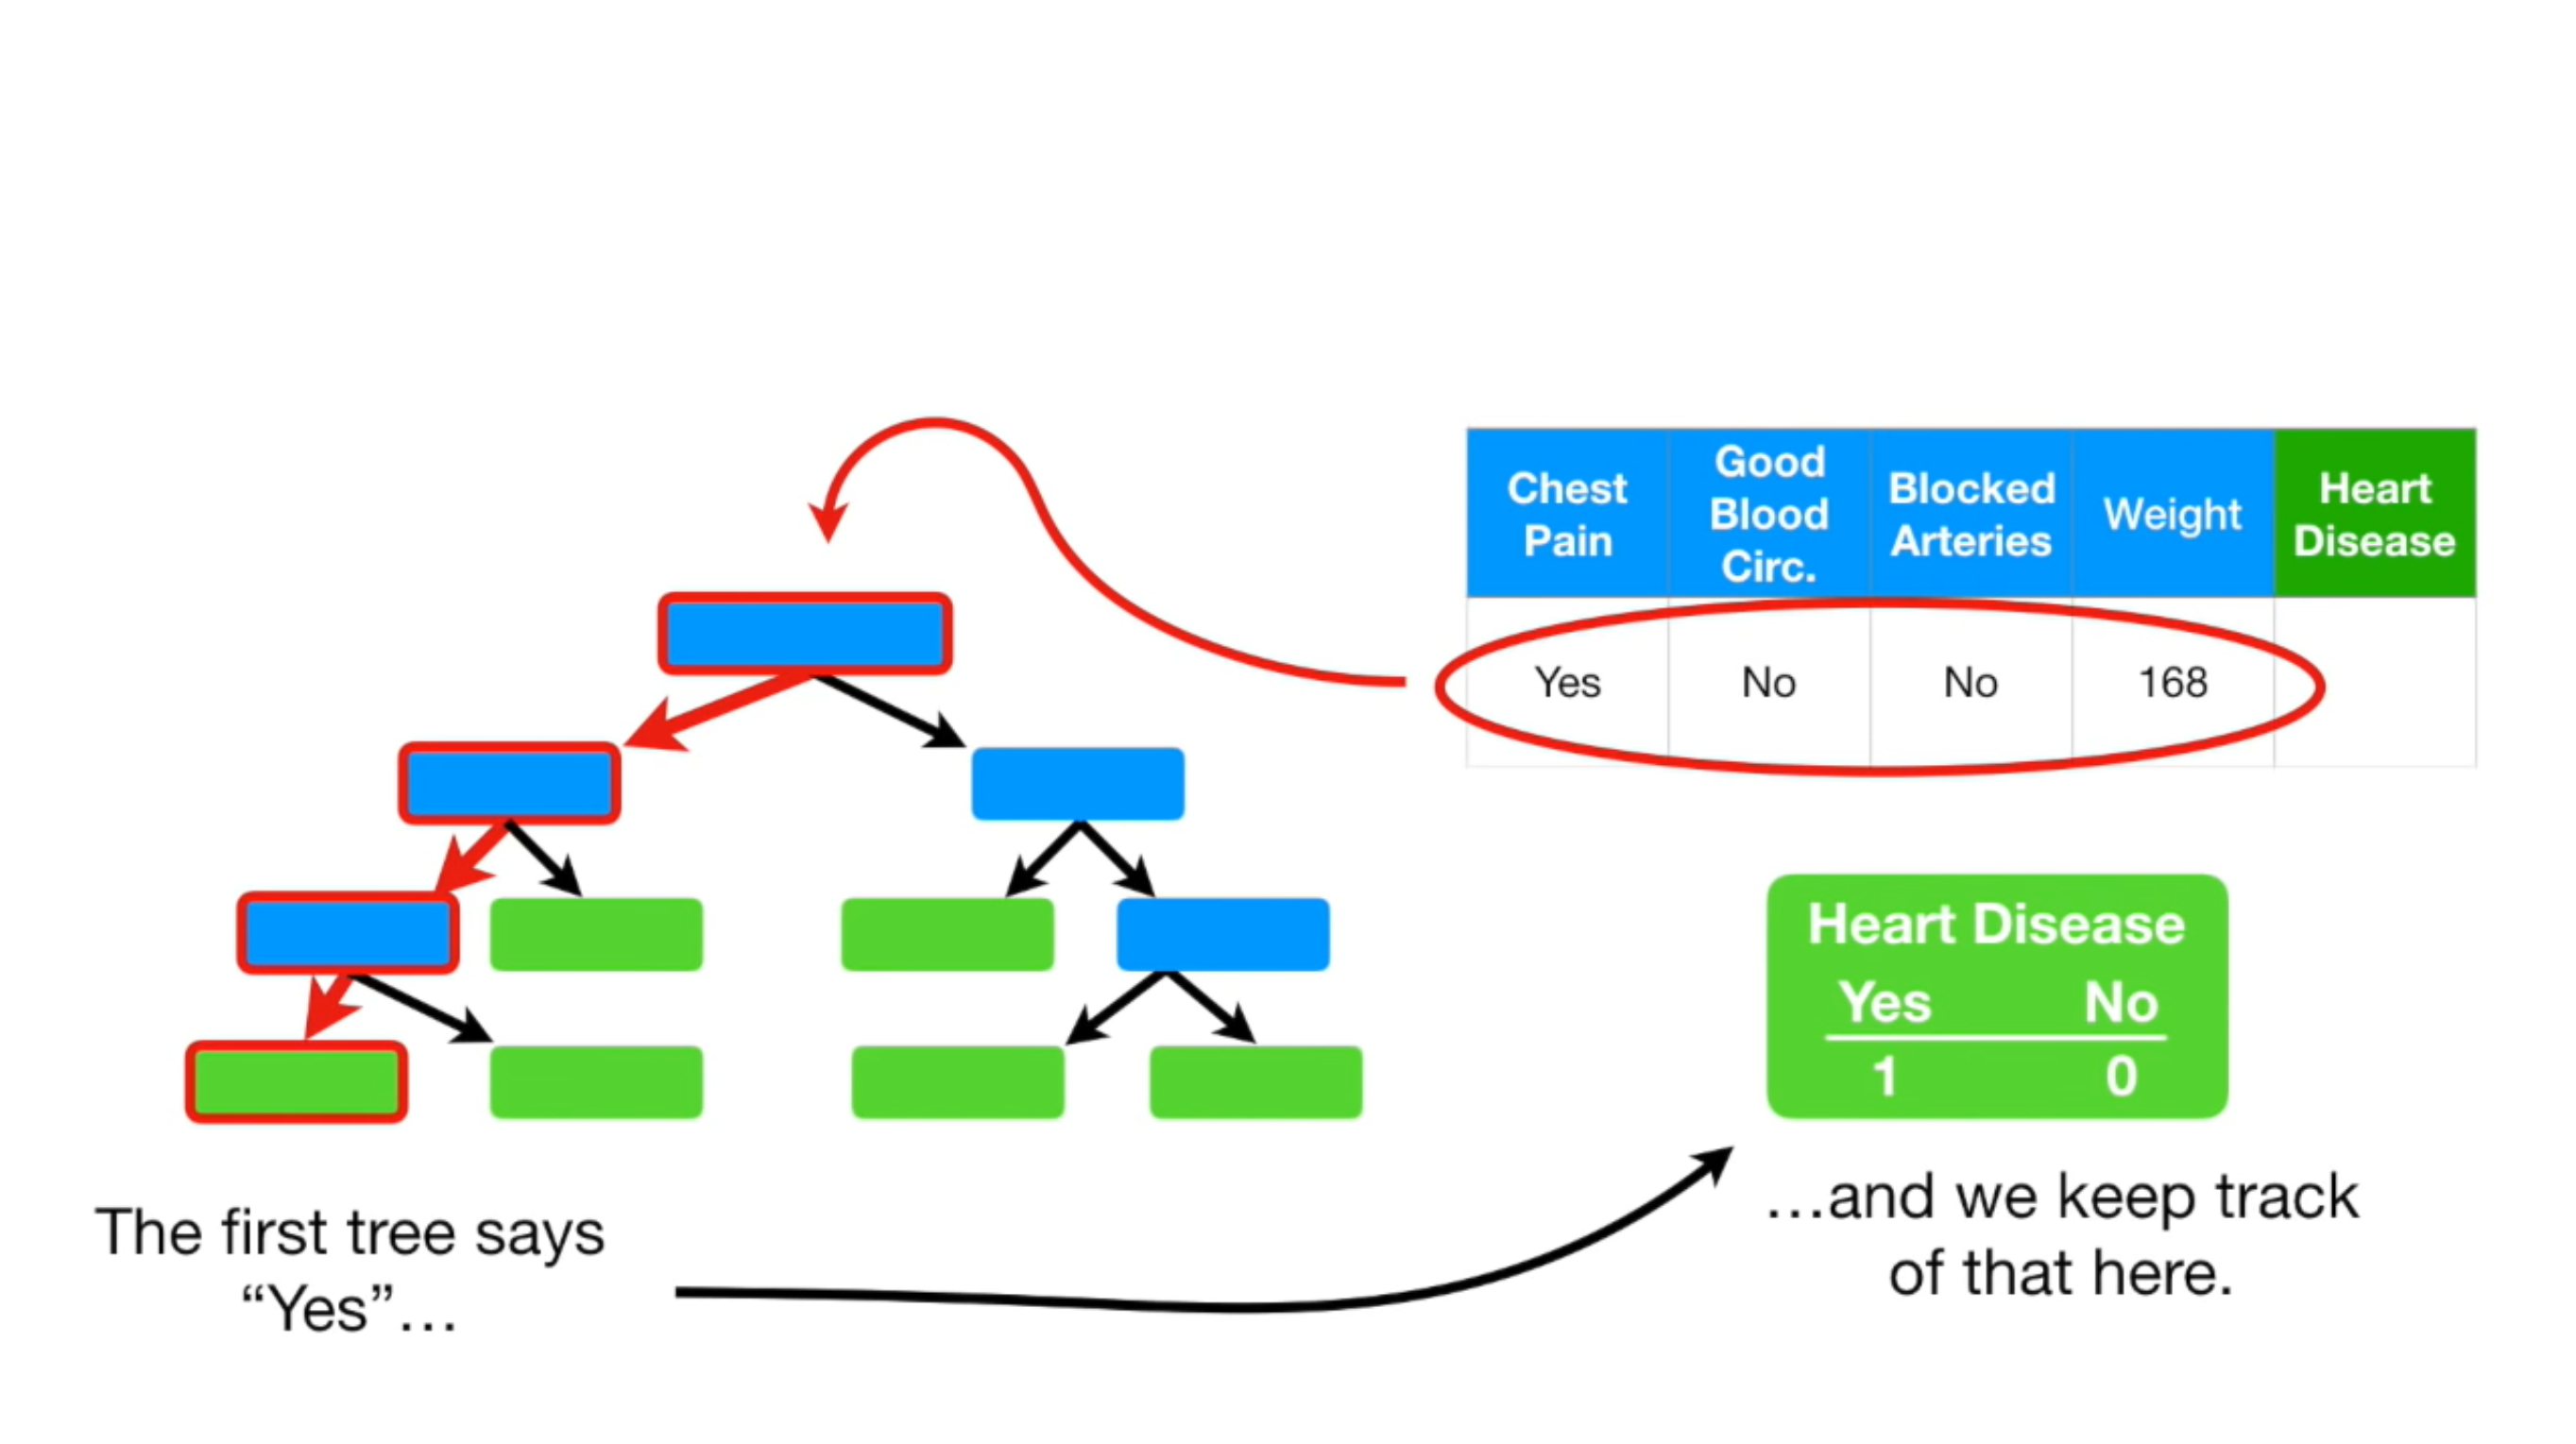 Chest Pain
Good Blood Circ.
Blocked Arteries
Weight
Heart Disease
Yes
No
No
168
Heart Disease
Yes No
1 0
The first tree says
“Yes”…
…and we keep track
of that here.